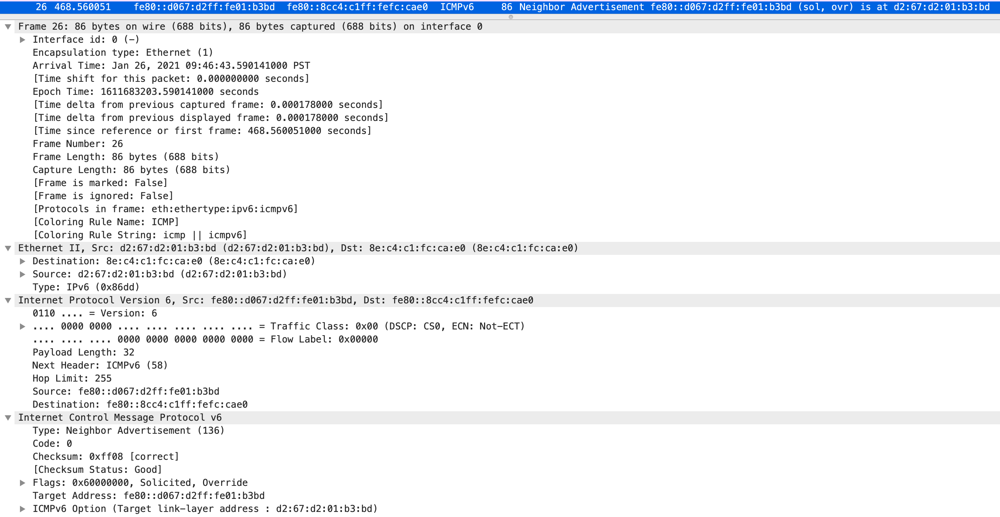 26 468.560051 fe80::d067:d2ff:fe01:b3bd fe80::8cc4:c1ff:fefc:cae0 ICMPv6 86 Neighbor Advertisement fe80::d067:d2ff:fe01:b3bd (sol, ovr) is at d2:67:d2:01:b3:bd
Frame 26: 86 bytes on wire (688 bits), 86 bytes captured (688 bits) on interface 0
Interface id: 0 (-)
Encapsulation type: Ethernet (1)
Arrival Time: Jan 26, 2021 09:46:43.590141000 PST
[Time shift for this packet: 0.000000000 seconds]
Epoch Time: 1611683203.590141000 seconds
[Time delta from previous captured frame: 0.000178000 seconds]
[Time delta from previous displayed frame: 0.000178000 seconds]
[Time since reference or first frame: 468.560051000 seconds]
Frame Number: 26
Frame Length: 86 bytes (688 bits)
Capture Length: 86 bytes (688 bits)
[Frame is marked: False]
[Frame is ignored: False]
[Protocols in frame: eth:ethertype:ipv6:icmpv6]
[Coloring Rule Name: ICMP]
[Coloring Rule String: icmp || icmpv6]
Ethernet II, Src: d2:67:d2:01:b3:bd (d2:67:d2:01:b3:bd), Dst: 8e:c4:c1:fc:ca:e0 (8e:c4:c1:fc:ca:e0)
Destination: 8e:c4:c1:fc:ca:e0 (8e:c4:c1:fc:ca:e0)
Source: d2:67:d2:01:b3:bd (d2:67:d2:01:b3:bd)
Type: IPv6 (0x86dd)
Internet Protocol Version 6, Src: fe80::d067:d2ff:fe01:b3bd, Dst: fe80::8cc4:c1ff:fefc:cae0
0110 .... = Version: 6
.... 0000 0000 .... .... .... .... .... = Traffic Class: 0x00 (DSCP: CS0, ECN: Not-ECT)
.... .... .... 0000 0000 0000 0000 0000 = Flow Label: 0x00000
Payload Length: 32
Next Header: ICMPv6 (58)
Hop Limit: 255
Source: fe80::d067:d2ff:fe01:b3bd
Destination: fe80::8cc4:c1ff:fefc:cae0
Internet Control Message Protocol v6
Type: Neighbor Advertisement (136)
Code: 0
Checksum: 0xff08 [correct]
[Checksum Status: Good]
Flags: 0x60000000, Solicited, Override
Target Address: fe80::d067:d2ff:fe01:b3bd
ICMPv6 Option (Target link-layer address : d2:67:d2:01:b3:bd)